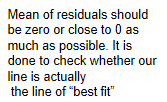 Mean of residuals should
be zero or close to 0 as
much as possible. It is
done to check whether our
line is actually
the line of “best fit”